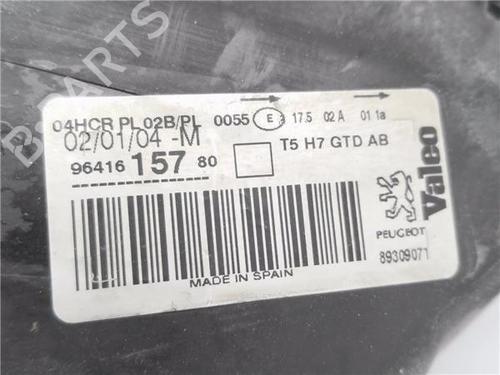 B-PARTS
04HCR PL02B/PL 0055 E 17.5 02A 01 1a
02/01/04 -M
96416 157 80 T5 H7 GTD AB
Valeo
PEUGEOT
89309071
MADE IN SPAIN